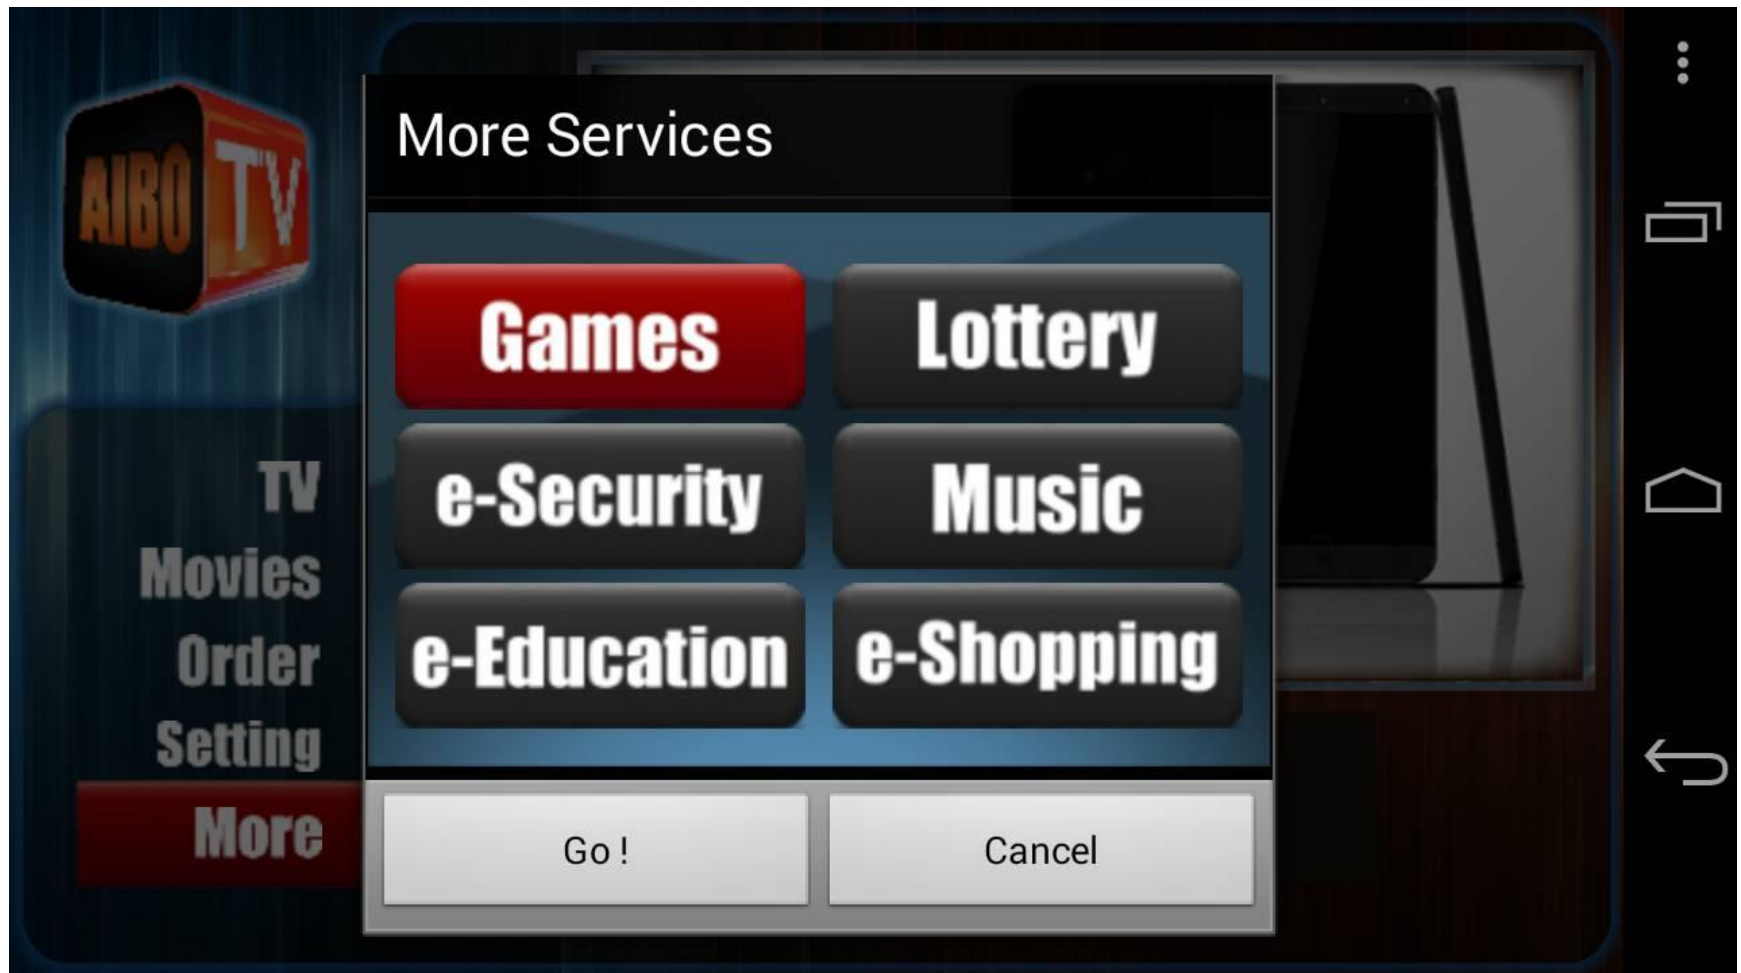 AIBO TV
More Services
Games Lottery
e-Security Music
e-Education e-Shopping
Go ! Cancel
TV
Movies
Order
Setting
More